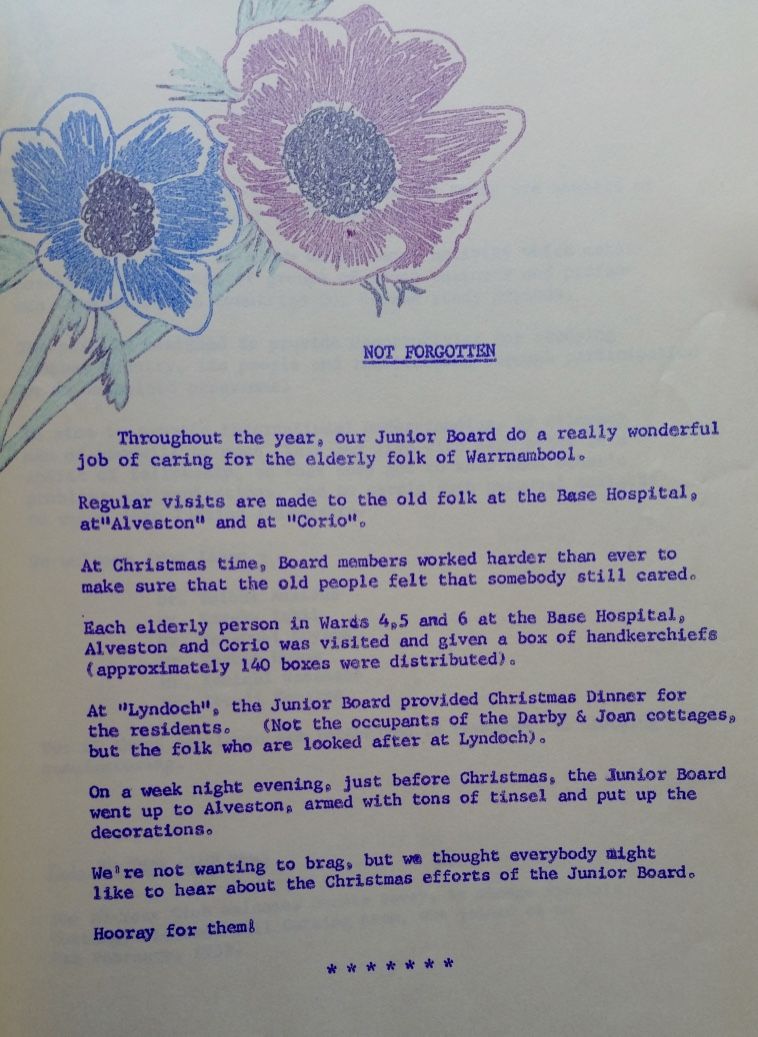 NOT FORGOTTEN
Throughout the year, our Junior Board do a really wonderful
job of caring for the elderly folk of Warrnambool.
Regular visits are made to the old folk at the Base Hospital,
at"Alveston" and at "Corio".
At Christmas time, Board members worked harder than ever to
make sure that the old people felt that somebody still cared.
Each elderly person in Wards 4,5 and 6 at the Base Hospital,
Alveston and Corio was visited and given a box of handkerchiefs
(approximately 140 boxes were distributed).
At "Lyndoch", the Junior Board provided Christmas Dinner for
the residents. (Not the occupants of the Darby & Joan cottages,
but the folk who are looked after at Lyndoch).
On a week night evening, just before Christmas, the Junior Board
went up to Alveston, armed with tons of tinsel and put up the
decorations.
We're not wanting to brag, but we thought everybody might
like to hear about the Christmas efforts of the Junior Board.
Hooray for them!
* * * * * * *